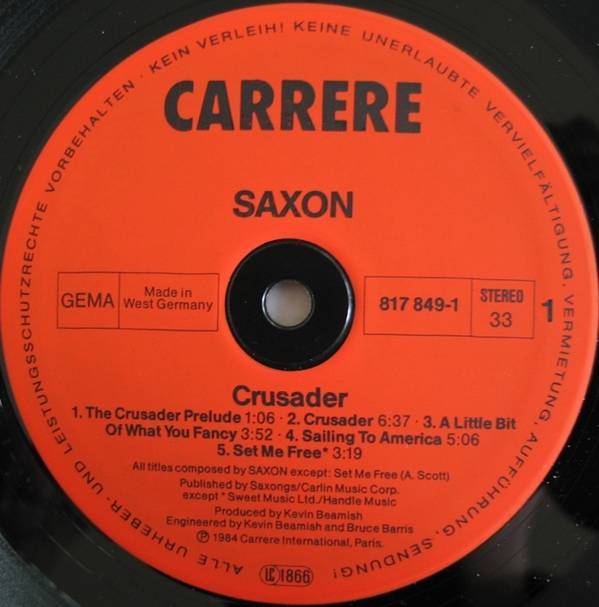 ALLE URHEBER- UND LEISTUNGSSCHUTZRECHTE VORBEHALTEN · KEIN VERLEIH! KEINE UNERLAUBTE VERVIELFÄLTIGUNG, VERMIETUNG, AUFFÜHRUNG, SENDUNG!
CARRERE
SAXON
GEMA
Made in
West Germany
817 849-1
STEREO
33
1
Crusader
1. The Crusader Prelude 1:06 · 2. Crusader 6:37 · 3. A Little Bit
Of What You Fancy 3:52 · 4. Sailing To America 5:06
5. Set Me Free* 3:19
All titles composed by SAXON except: Set Me Free (A. Scott)
Published by Saxongs/Carlin Music Corp.
except * Sweet Music Ltd./Handle Music
Produced by Kevin Beamish
Engineered by Kevin Beamish and Bruce Barris
℗ 1984 Carrere International, Paris.
LC 1866